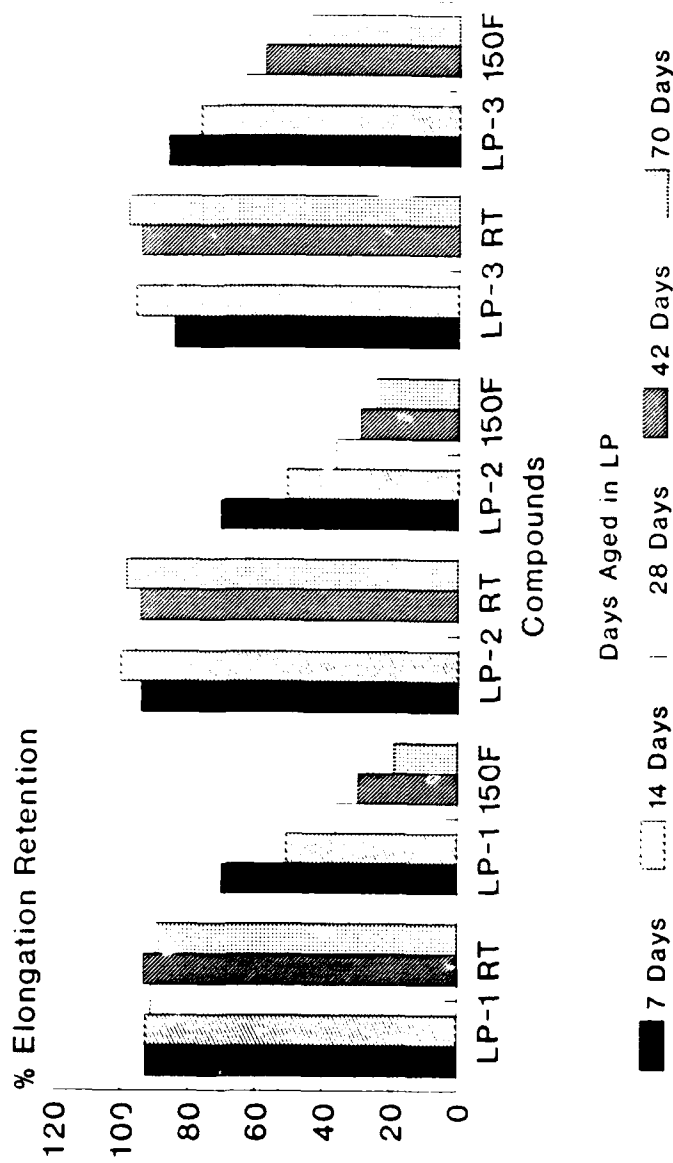 % Elongation Retention
120
100
80
60
40
20
0
LP-1 RT LP-1 150F LP-2 RT LP-2 150F LP-3 RT LP-3 150F
Compounds
Days Aged in LP
7 Days 14 Days 28 Days 42 Days 70 Days